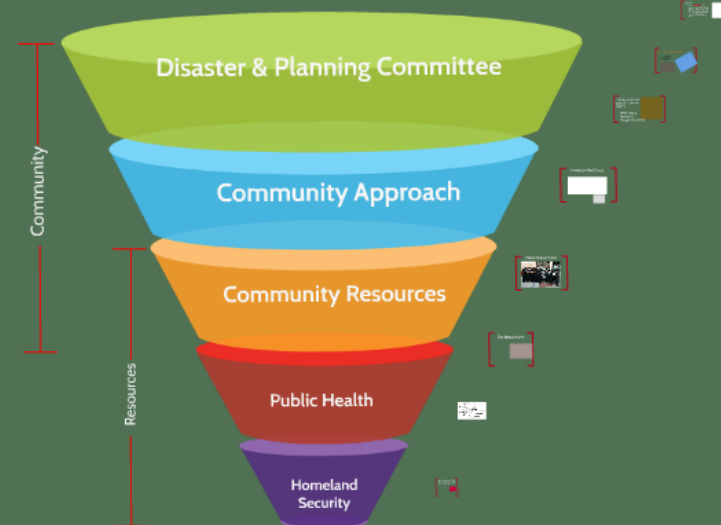 Disaster & Planning Committee
Community Approach
Community Resources
Public Health
Homeland
Security
Community
Resources